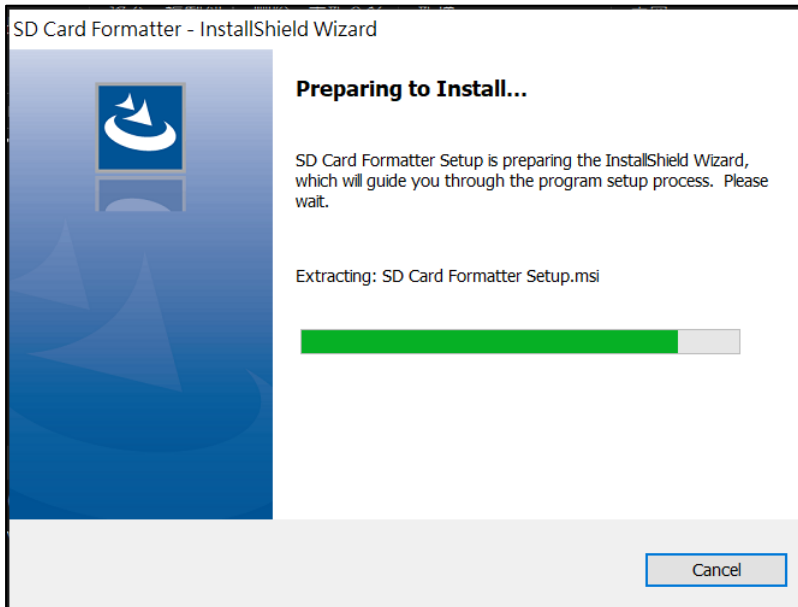 SD Card Formatter - InstallShield Wizard
Preparing to Install...
SD Card Formatter Setup is preparing the InstallShield Wizard,
which will guide you through the program setup process. Please
wait.
Extracting: SD Card Formatter Setup.msi
Cancel